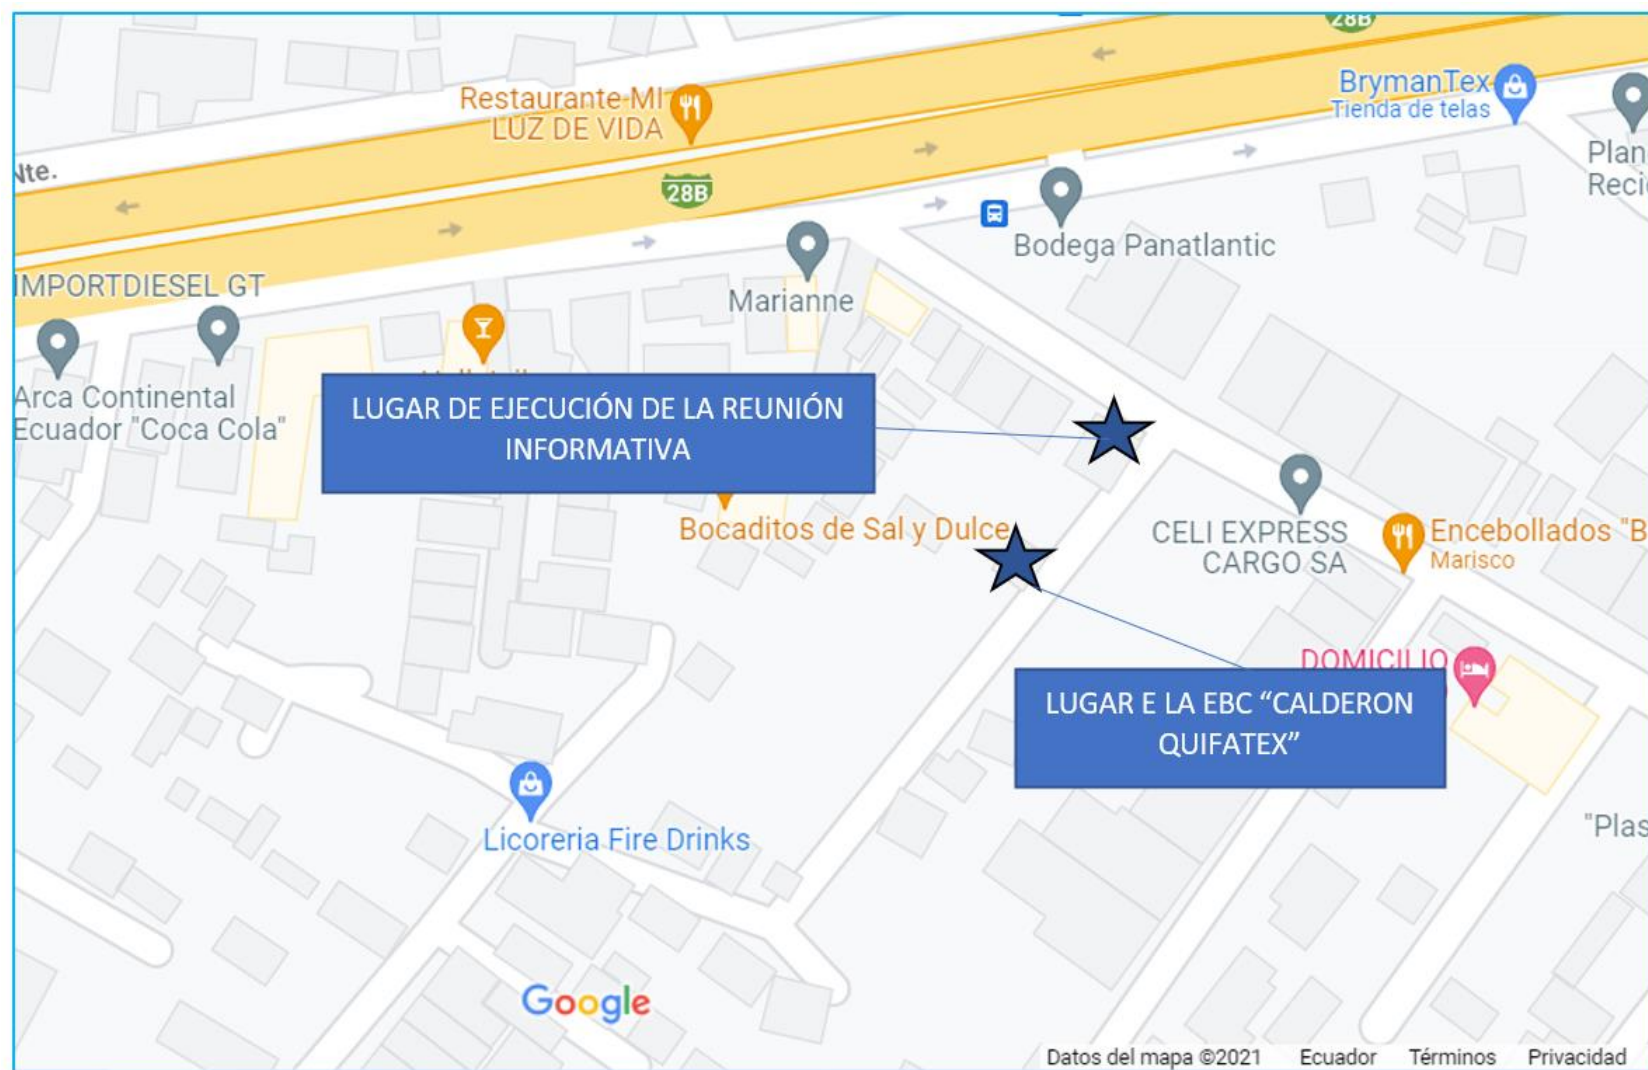 28B
BrymanTex
Tienda de telas
Restaurante MI
LUZ DE VIDA
Plan
Reci
Nte.
28B
Bodega Panatlantic
IMPORTDIESEL GT
Marianne
Arca Continental
Ecuador "Coca Cola"
LUGAR DE EJECUCIÓN DE LA REUNIÓN
INFORMATIVA
Bocaditos de Sal y Dulce
CELI EXPRESS
CARGO SA
Encebollados "B
Marisco
DOMICILIO
LUGAR E LA EBC “CALDERON
QUIFATEX”
"Plas
Licoreria Fire Drinks
Google
Datos del mapa ©2021 Ecuador Términos Privacidad